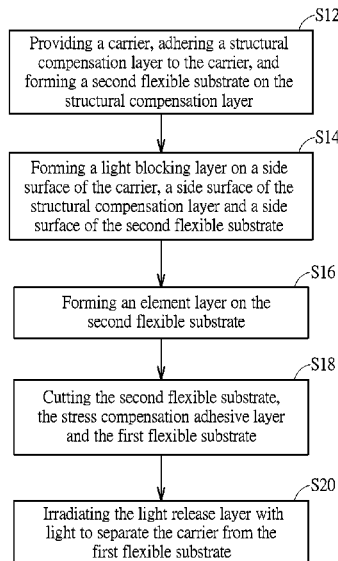 S12
Providing a carrier, adhering a structural
compensation layer to the carrier, and
forming a second flexible substrate on the
structural compensation layer
S14
Forming a light blocking layer on a side
surface of the carrier, a side surface of the
structural compensation layer and a side
surface of the second flexible substrate
S16
Forming an element layer on the
second flexible substrate
S18
Cutting the second flexible substrate,
the stress compensation adhesive layer
and the first flexible substrate
S20
Irradiating the light release layer with
light to separate the carrier from the
first flexible substrate